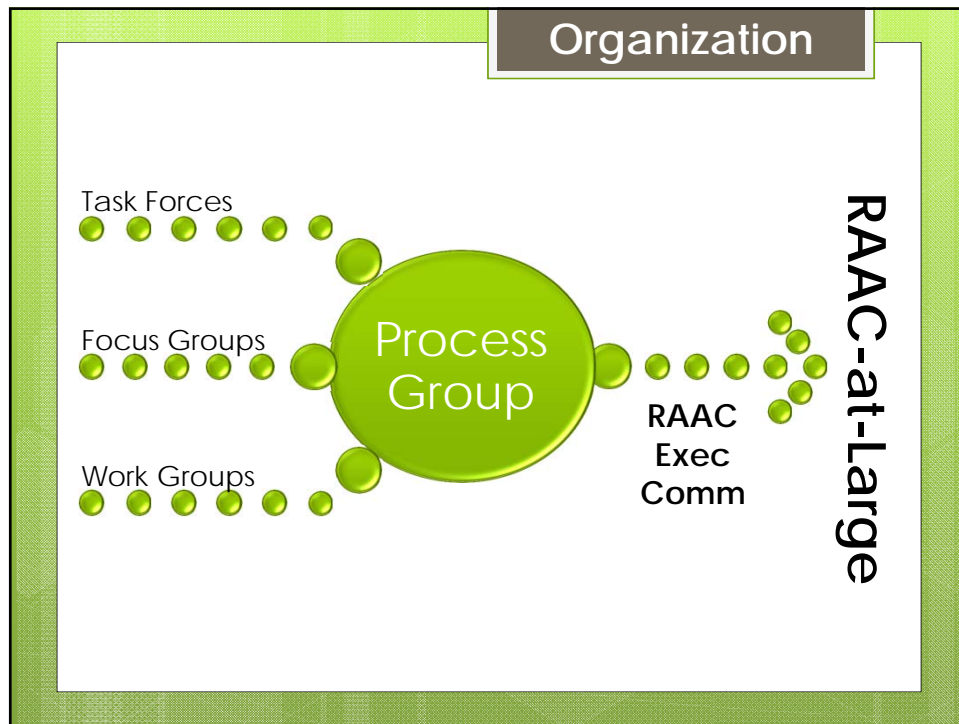 Organization
Task Forces
Focus Groups
Work Groups
Process
Group
RAAC
Exec
Comm
RAAC-at-Large